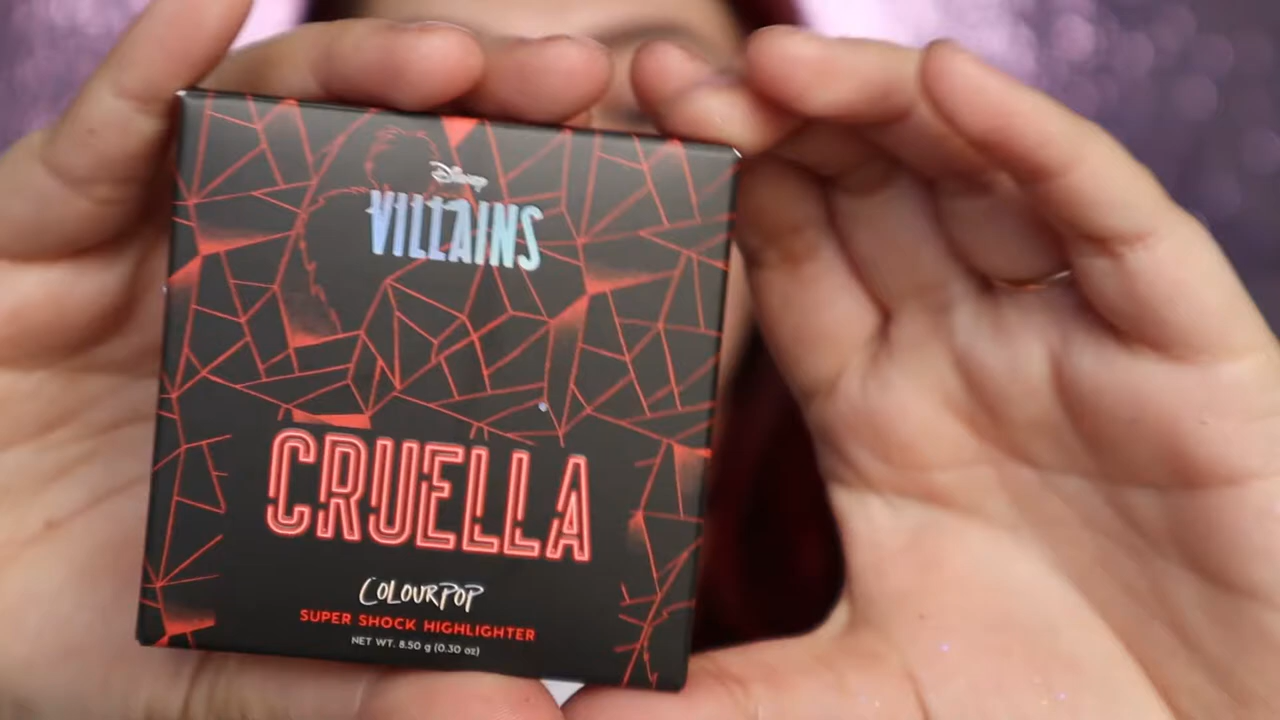 Disney
VILLAINS
CRUELLA
COLOURPOP
SUPER SHOCK HIGHLIGHTER
NET WT. 8.50 g (0.30 oz)